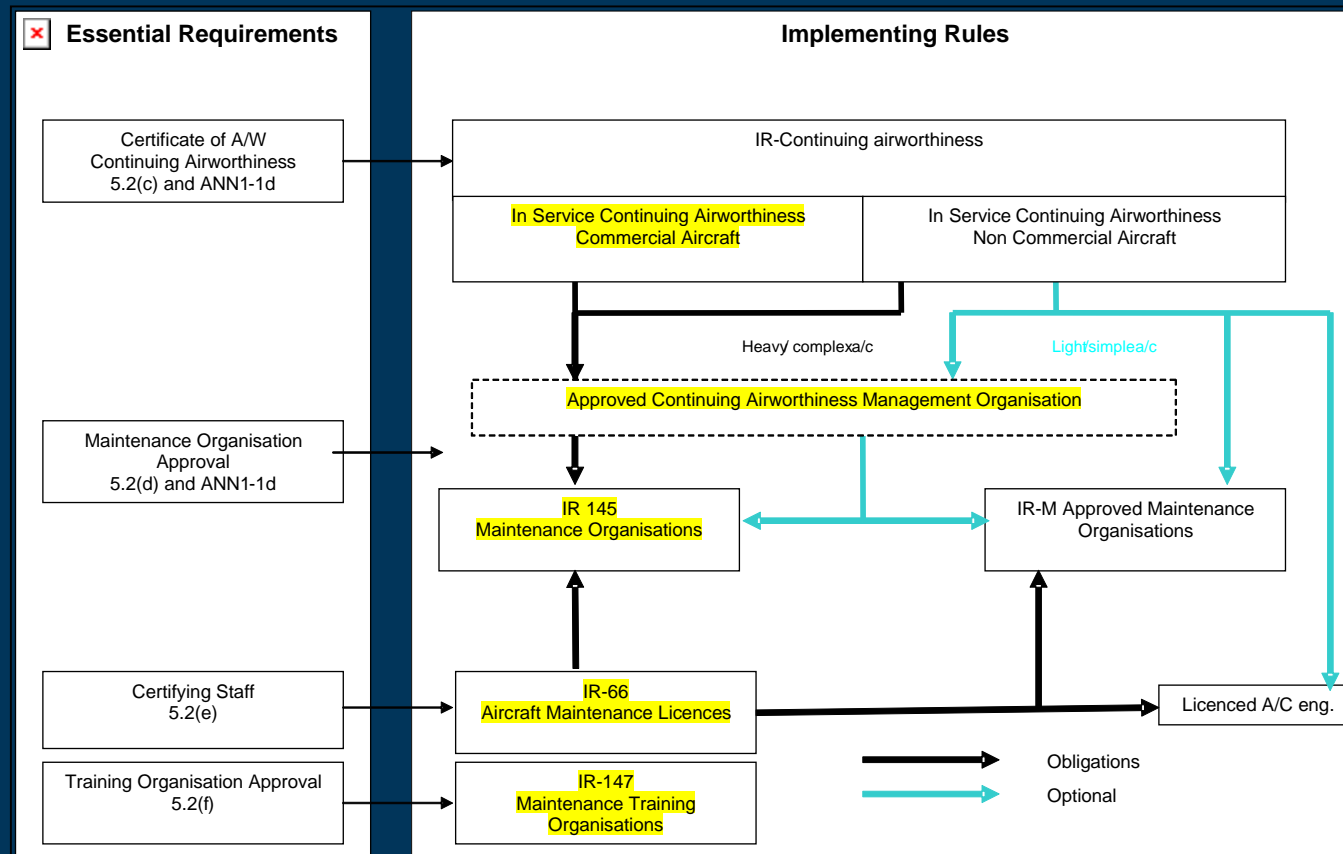 Essential Requirements
Implementing Rules
Certificate of A/W
Continuing Airworthiness
5.2(c) and ANN1-1d
IR-Continuing airworthiness
In Service Continuing Airworthiness
Commercial Aircraft
In Service Continuing Airworthiness
Non Commercial Aircraft
Heavy/ complexa/c
Light/simplea/c
Approved Continuing Airworthiness Management Organisation
Maintenance Organisation
Approval
5.2(d) and ANN1-1d
IR 145
Maintenance Organisations
IR-M Approved Maintenance
Organisations
Certifying Staff
5.2(e)
IR-66
Aircraft Maintenance Licences
Licenced A/C eng.
Training Organisation Approval
5.2(f)
IR-147
Maintenance Training
Organisations
Obligations
Optional